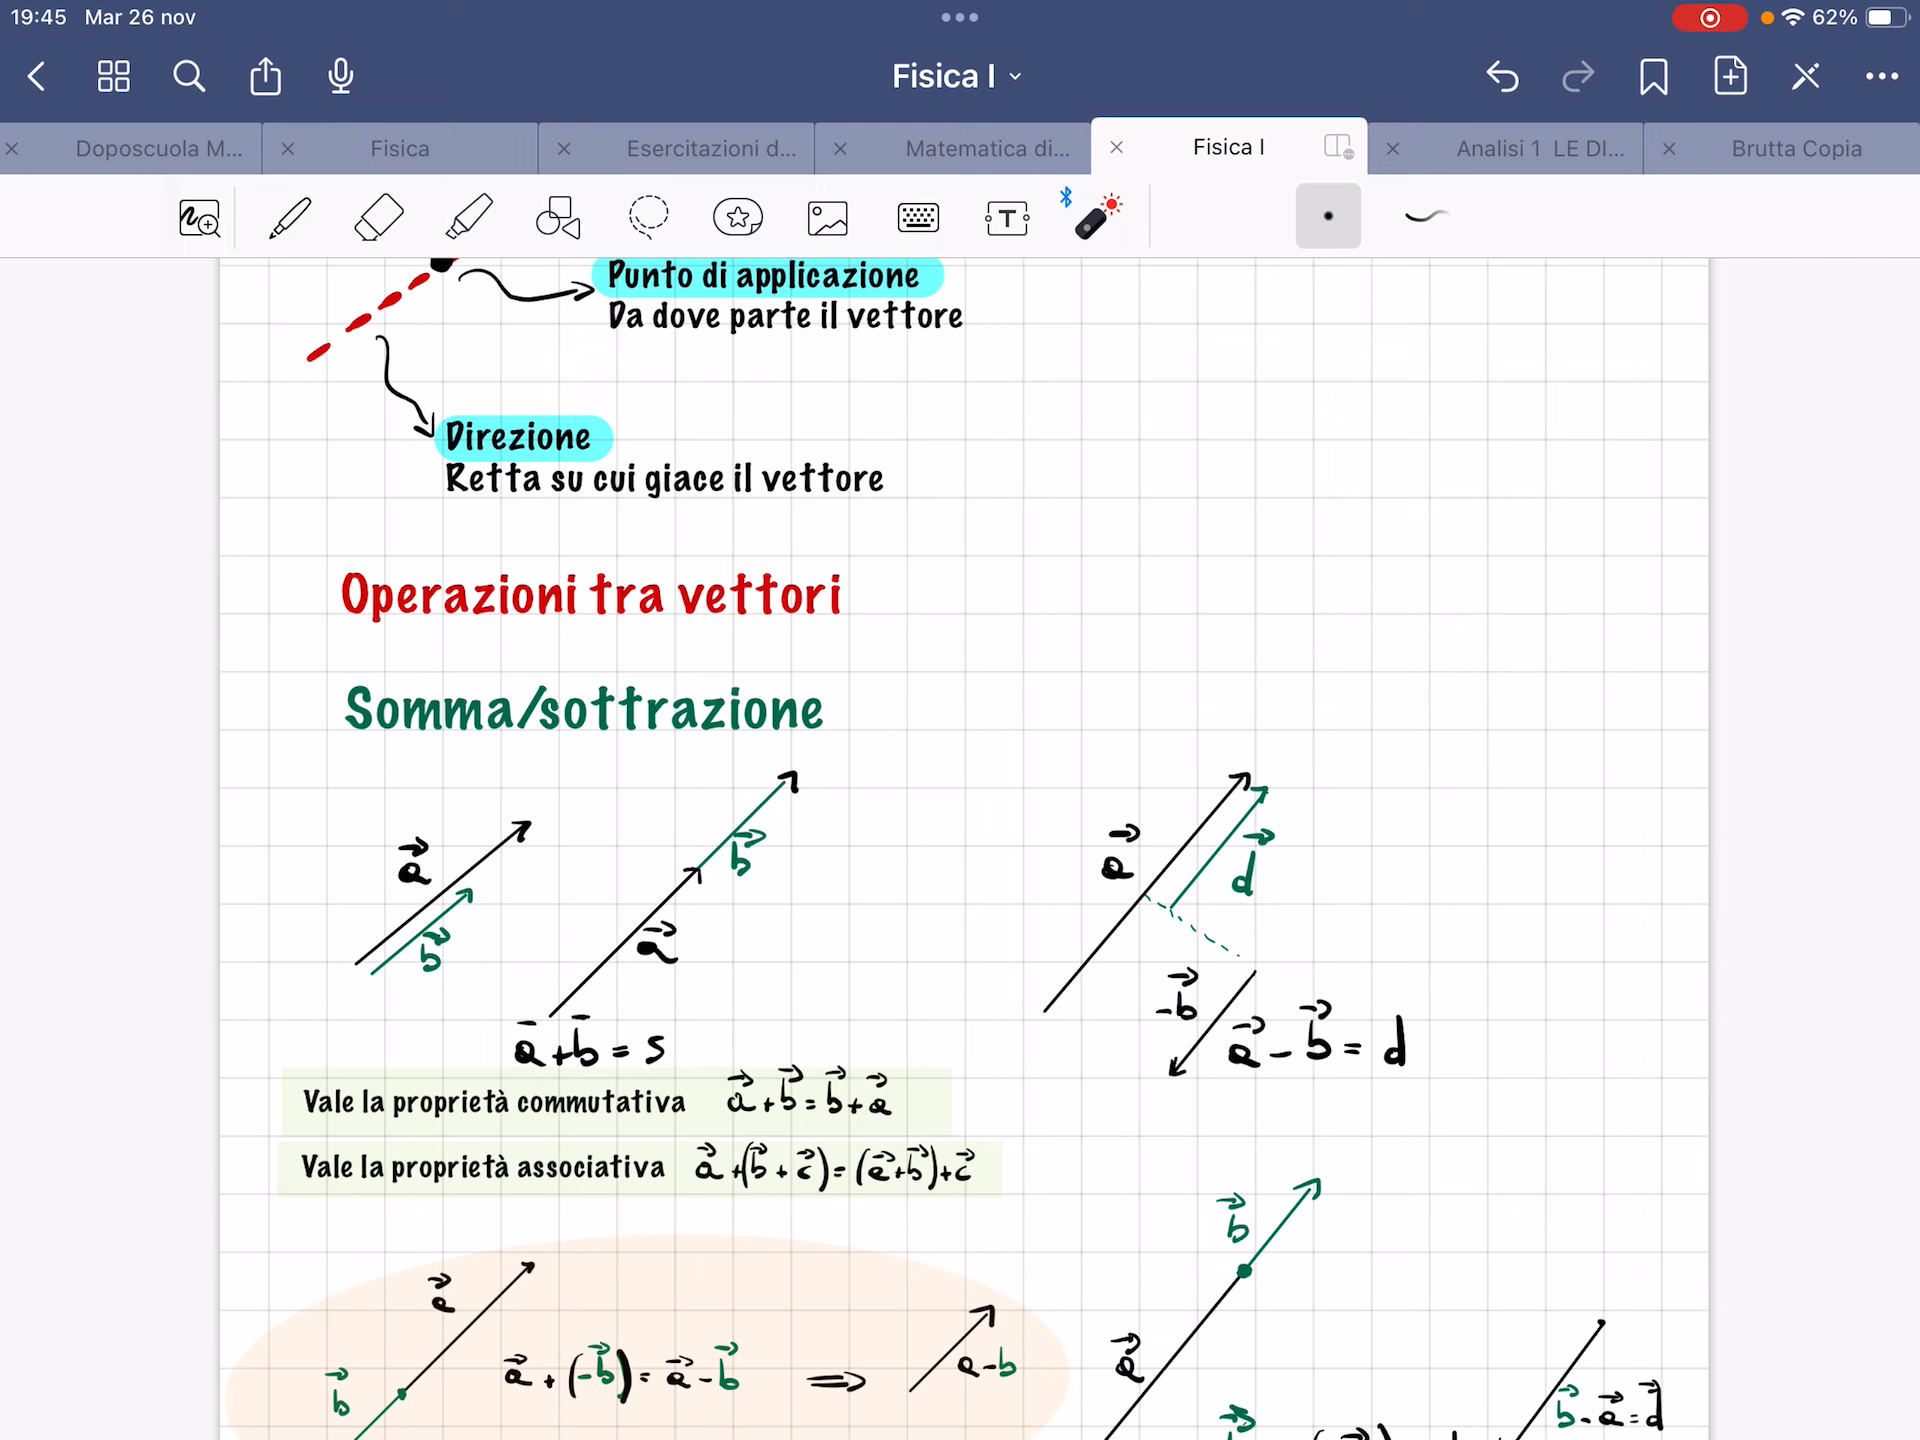 19:45 Mar 26 nov
62%
Fisica I
Doposcuola M...
Fisica
Esercitazioni d...
Matematica di...
Fisica I
Analisi 1 LE DI...
Brutta Copia
T
Punto di applicazione
Da dove parte il vettore
Direzione
Retta su cui giace il vettore
Operazioni tra vettori
Somma/sottrazione
a⃗
b⃗
b⃗
a⃗
a⃗
d⃗
-b⃗
a̅ + b̅ = s
a⃗ - b⃗ = d
Vale la proprietà commutativa a⃗ + b⃗ = b⃗ + a⃗
Vale la proprietà associativa a⃗ + (b⃗ + c⃗) = (a⃗ + b⃗) + c⃗
b⃗
a⃗
a⃗
b⃗
a⃗ + (-b⃗) = a⃗ - b⃗ ⟹ a-b
b⃗ - a⃗ = d⃗